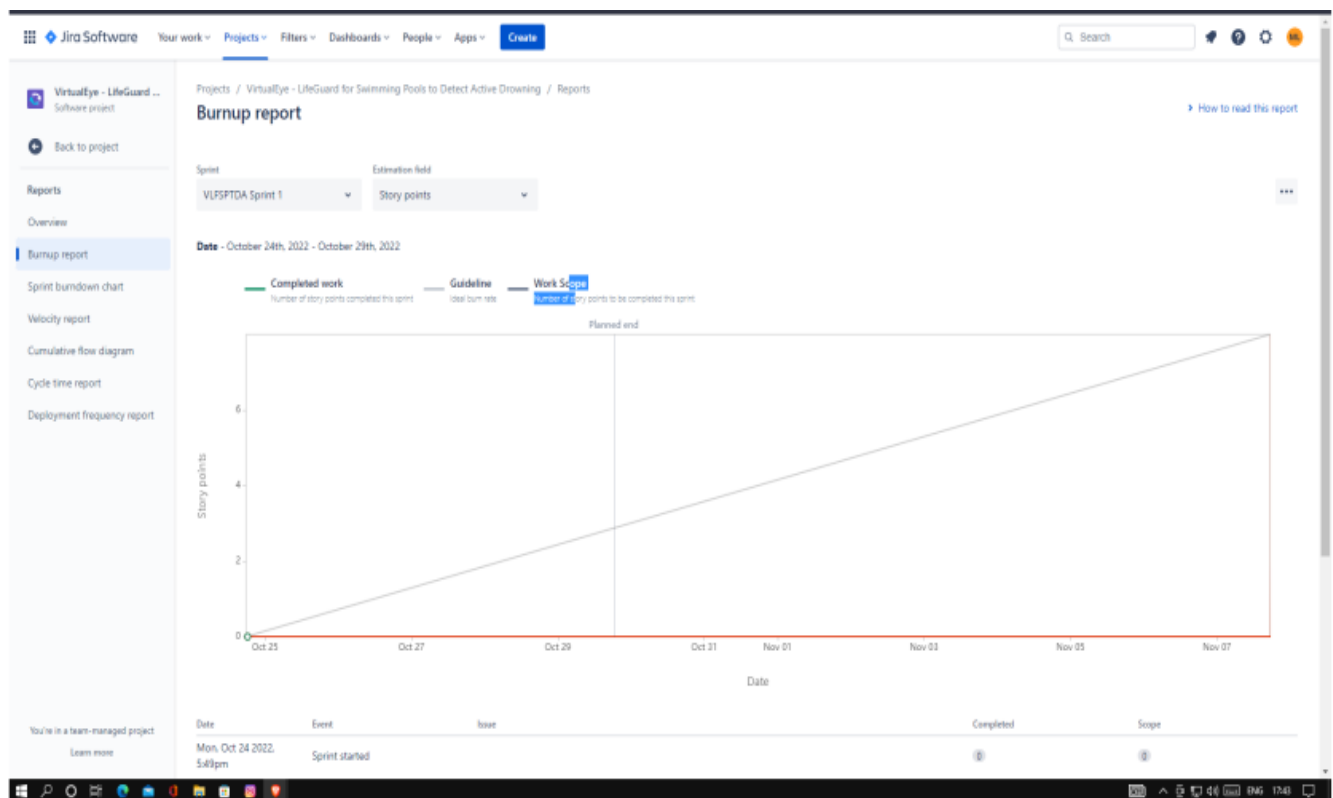 Jira Software Your work Projects Filters Dashboards People Apps Create Search ML
VirtualEye - LifeGuard ...
Software project
Back to project
Reports
Overview
Burnup report
Sprint burndown chart
Velocity report
Cumulative flow diagram
Cycle time report
Deployment frequency report
You're in a team-managed project
Learn more
Projects / VirtualEye - LifeGuard for Swimming Pools to Detect Active Drowning / Reports
Burnup report
How to read this report
Sprint Estimation field
VLFSPTDA Sprint 1 Story points
Date - October 24th, 2022 - October 29th, 2022
Completed work Guideline Work Scope
Number of story points completed this sprint Ideal burn rate Number of story points to be completed this sprint
Planned end
6
4
2
0
Story points
Oct 25 Oct 27 Oct 29 Oct 31 Nov 01 Nov 03 Nov 05 Nov 07
Date
Date Event Issue Completed Scope
Mon, Oct 24 2022, 
5:49pm Sprint started 0 0
ENG 17:43